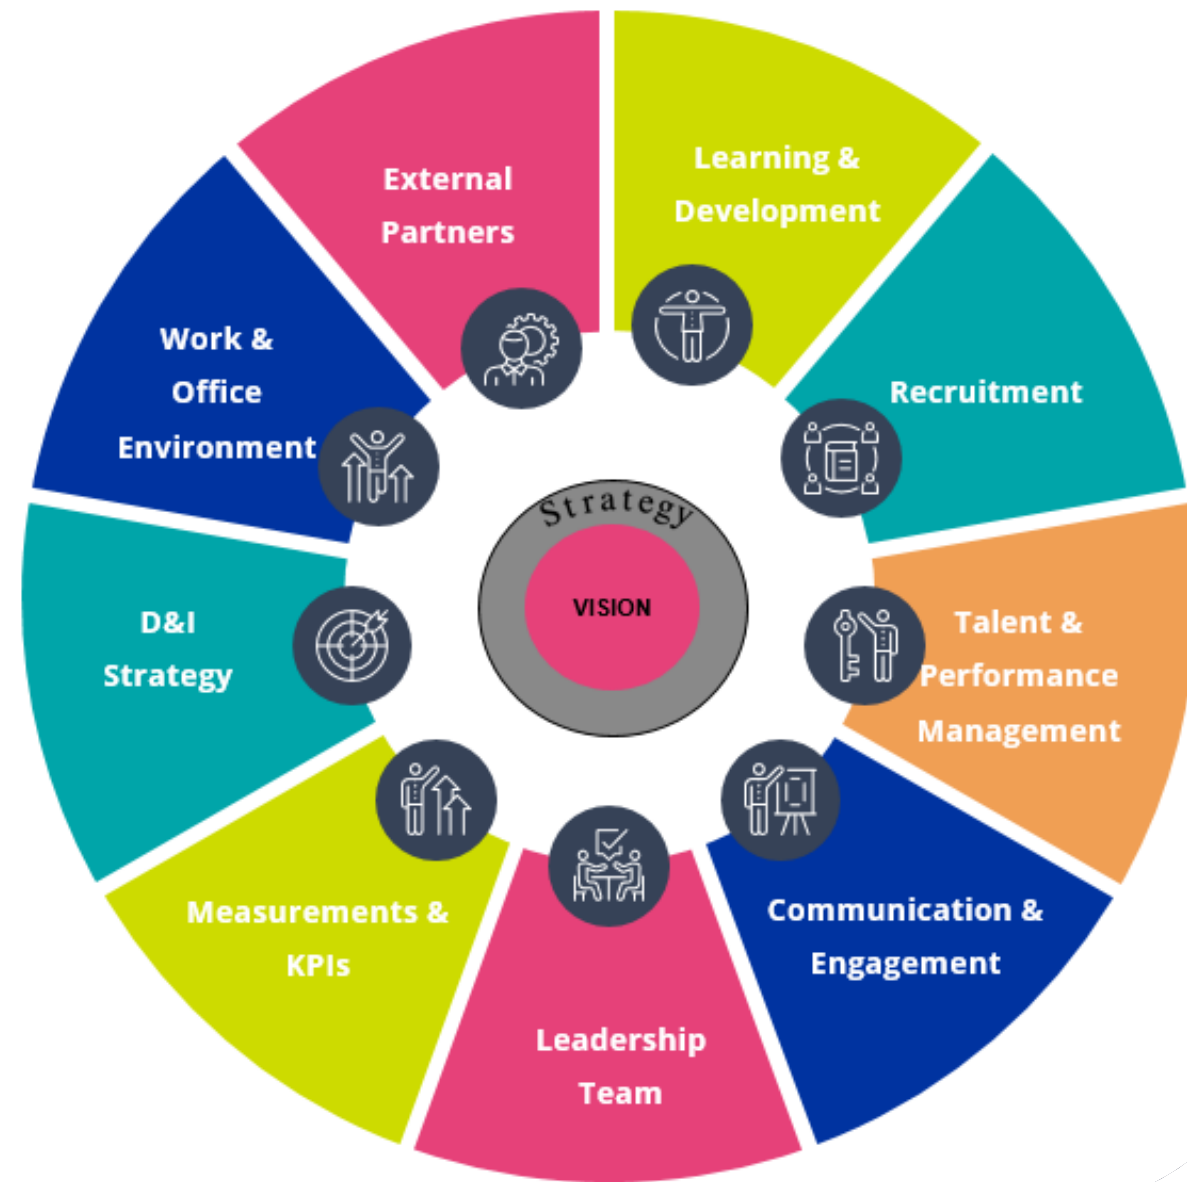 External
Partners
Learning &
Development
Work &
Office
Environment
Recruitment
Strategy
VISION
D&I
Strategy
Talent &
Performance
Management
Measurements &
KPIs
Communication &
Engagement
Leadership
Team